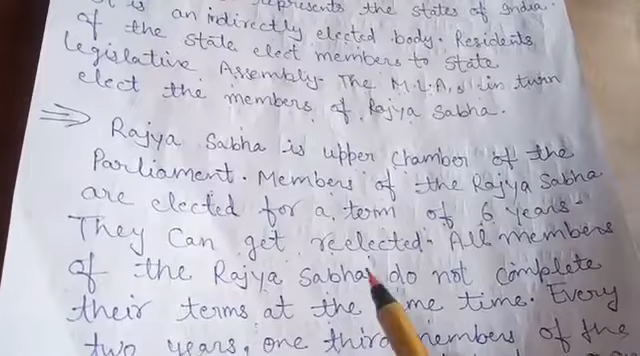 is represents the states of India.
is an indirectly elected body. Residents
of the state elect members to state
legislative Assembly. The M.L.A,s in turn
elect the members of Rajya Sabha.
⇒ Rajya Sabha is upper chamber of the
Parliament. Members of the Rajya Sabha
are elected for a term of 6 years.
They can get reelected. All members
of the Rajya Sabha do not complete
their terms at the me time. Every
two years, one third members of the